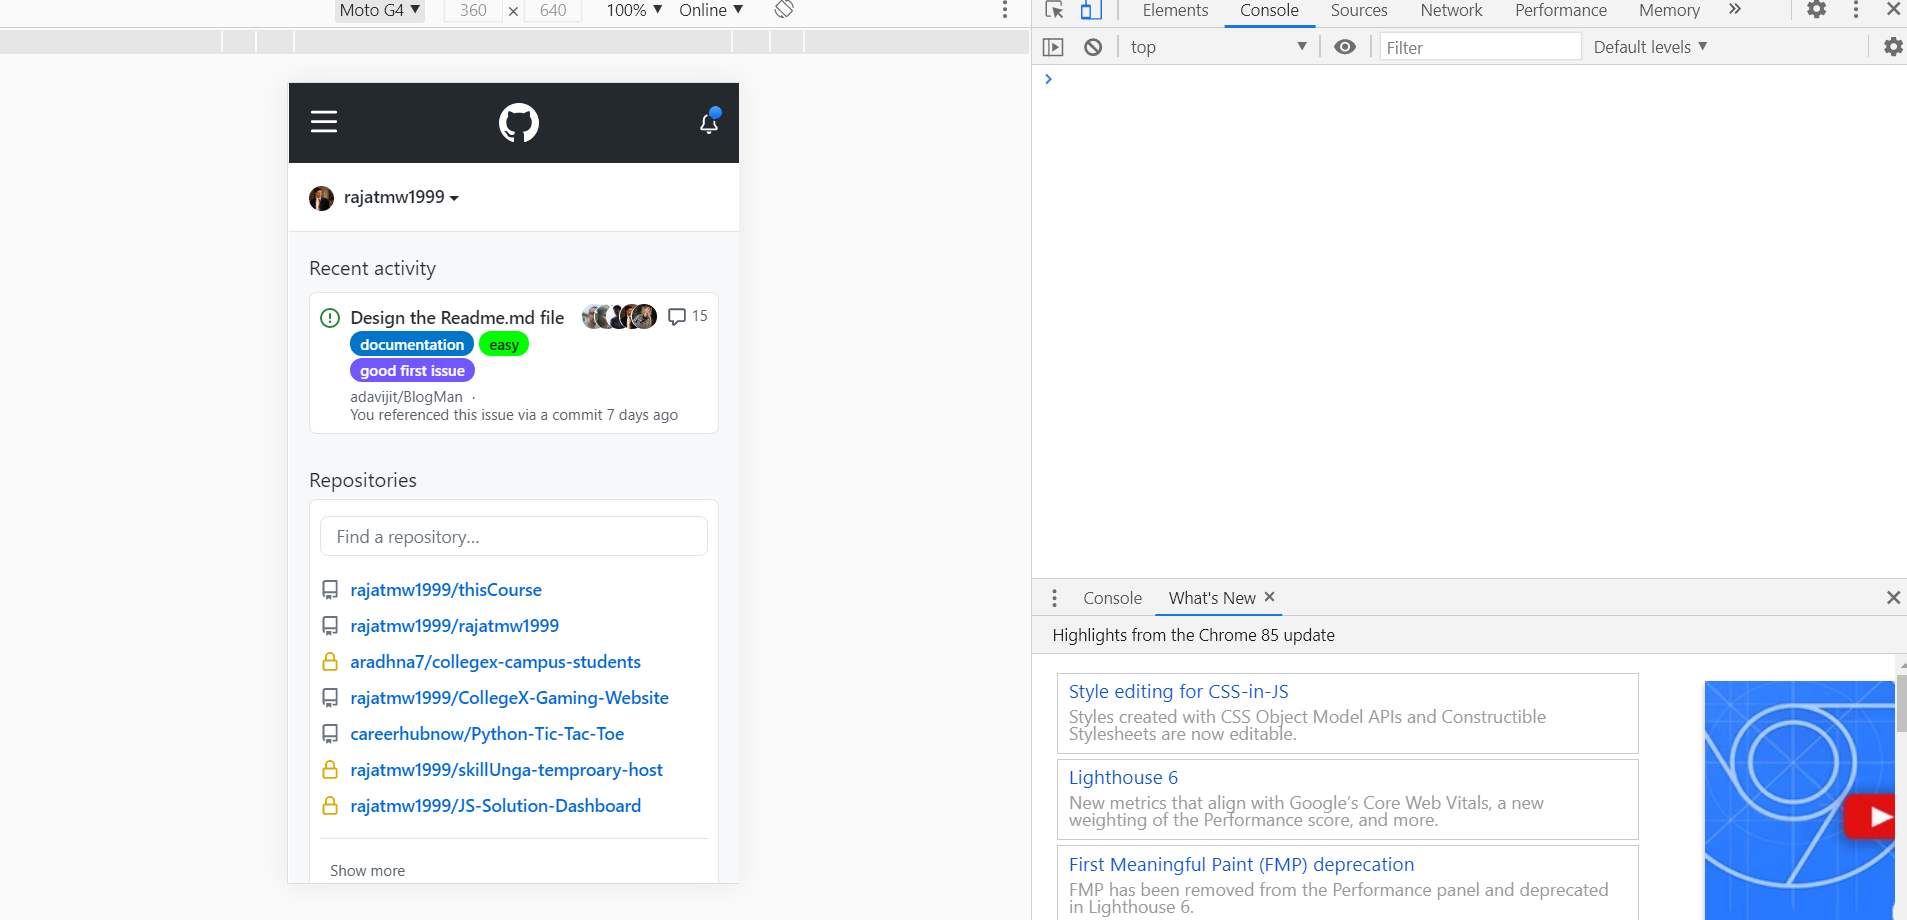 Moto G4 ▼ 360 × 640 100% ▼ Online ▼
rajatmw1999
Recent activity
Design the Readme.md file 15
documentation easy
good first issue
adavijit/BlogMan ·
You referenced this issue via a commit 7 days ago
Repositories
Find a repository...
rajatmw1999/thisCourse
rajatmw1999/rajatmw1999
aradhna7/collegex-campus-students
rajatmw1999/CollegeX-Gaming-Website
careerhubnow/Python-Tic-Tac-Toe
rajatmw1999/skillUnga-temproary-host
rajatmw1999/JS-Solution-Dashboard
Show more
Elements Console Sources Network Performance Memory »
top ▼ Filter Default levels ▼
Console What's New ×
Highlights from the Chrome 85 update
Style editing for CSS-in-JS
Styles created with CSS Object Model APIs and Constructible
Stylesheets are now editable.
Lighthouse 6
New metrics that align with Google’s Core Web Vitals, a new
weighting of the Performance score, and more.
First Meaningful Paint (FMP) deprecation
FMP has been removed from the Performance panel and deprecated
in Lighthouse 6.